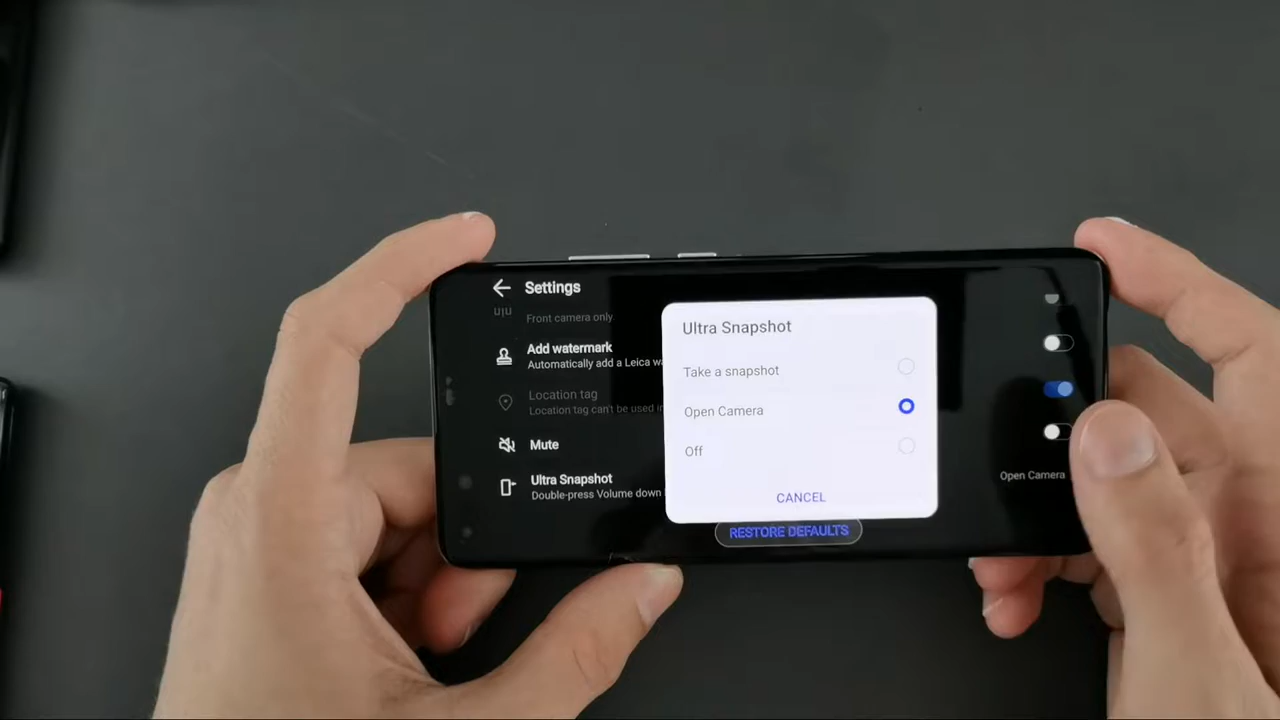 Settings
Front camera only
Add watermark
Automatically add a Leica
Location tag
Location tag can't be used
Mute
Ultra Snapshot
Double-press Volume down
Ultra Snapshot
Take a snapshot
Open Camera
Off
CANCEL
Open Camera
RESTORE DEFAULTS